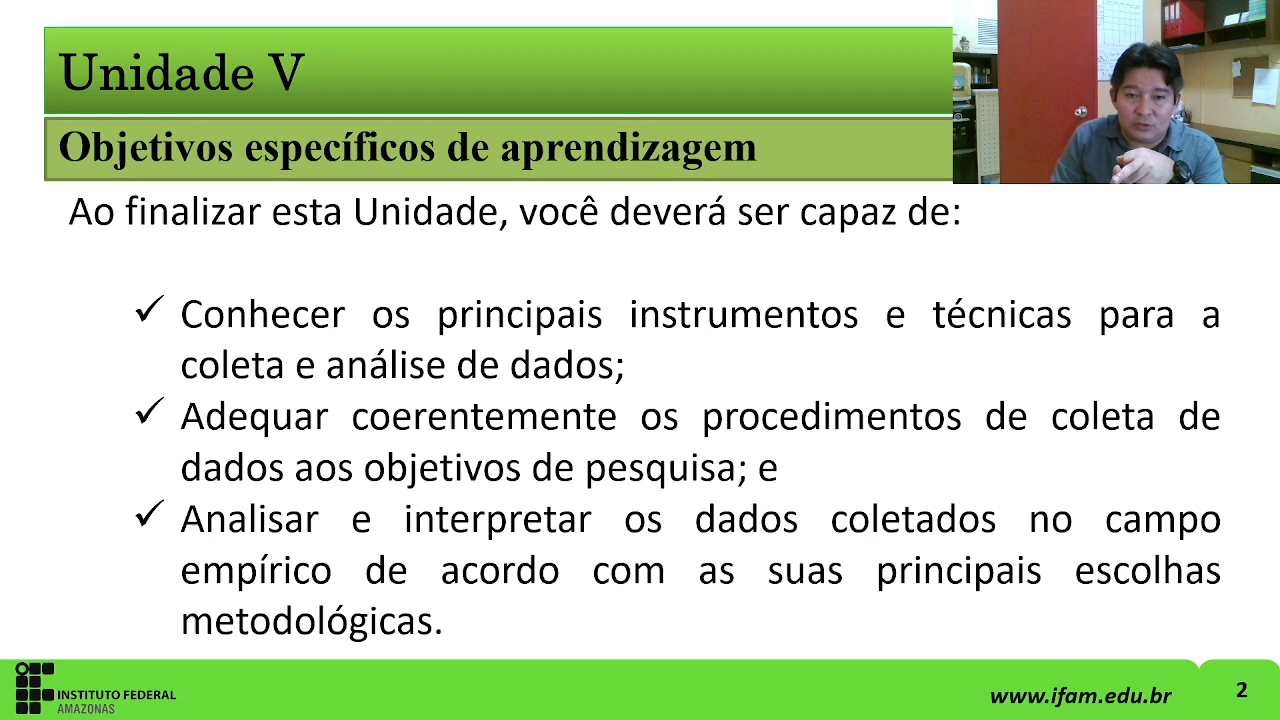 Unidade V
Objetivos específicos de aprendizagem
Ao finalizar esta Unidade, você deverá ser capaz de:
✓ Conhecer os principais instrumentos e técnicas para a
coleta e análise de dados;
✓ Adequar coerentemente os procedimentos de coleta de
dados aos objetivos de pesquisa; e
✓ Analisar e interpretar os dados coletados no campo
empírico de acordo com as suas principais escolhas
metodológicas.
INSTITUTO FEDERAL
AMAZONAS
www.ifam.edu.br
2